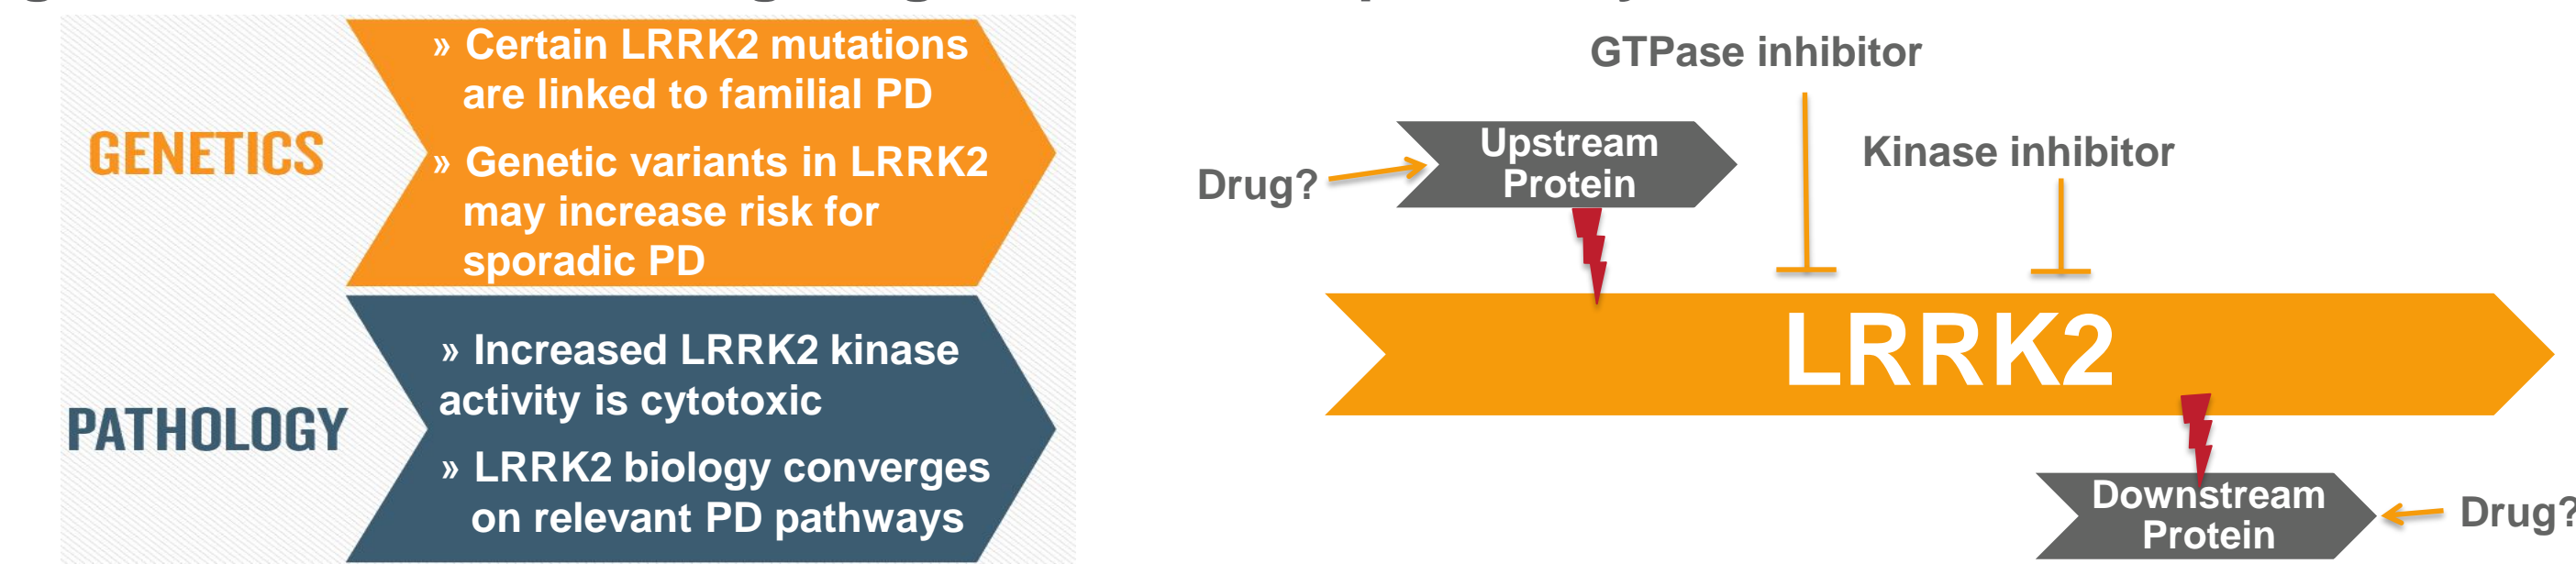 GENETICS
» Certain LRRK2 mutations
are linked to familial PD
» Genetic variants in LRRK2
may increase risk for
sporadic PD
PATHOLOGY
» Increased LRRK2 kinase
activity is cytotoxic
» LRRK2 biology converges
on relevant PD pathways
GTPase inhibitor
Upstream
Protein
Kinase inhibitor
Drug?
LRRK2
Downstream
Protein
Drug?